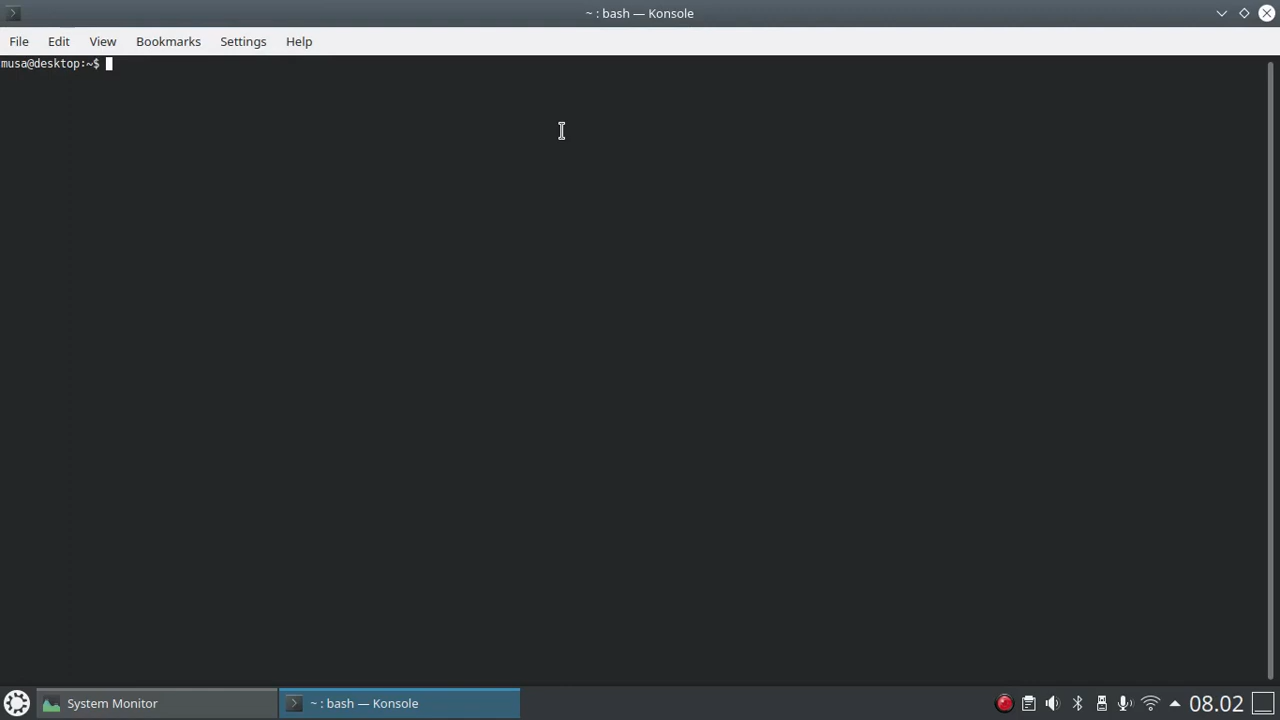 ~ : bash — Konsole
File Edit View Bookmarks Settings Help
musa@desktop:~$
System Monitor
~ : bash — Konsole
08.02